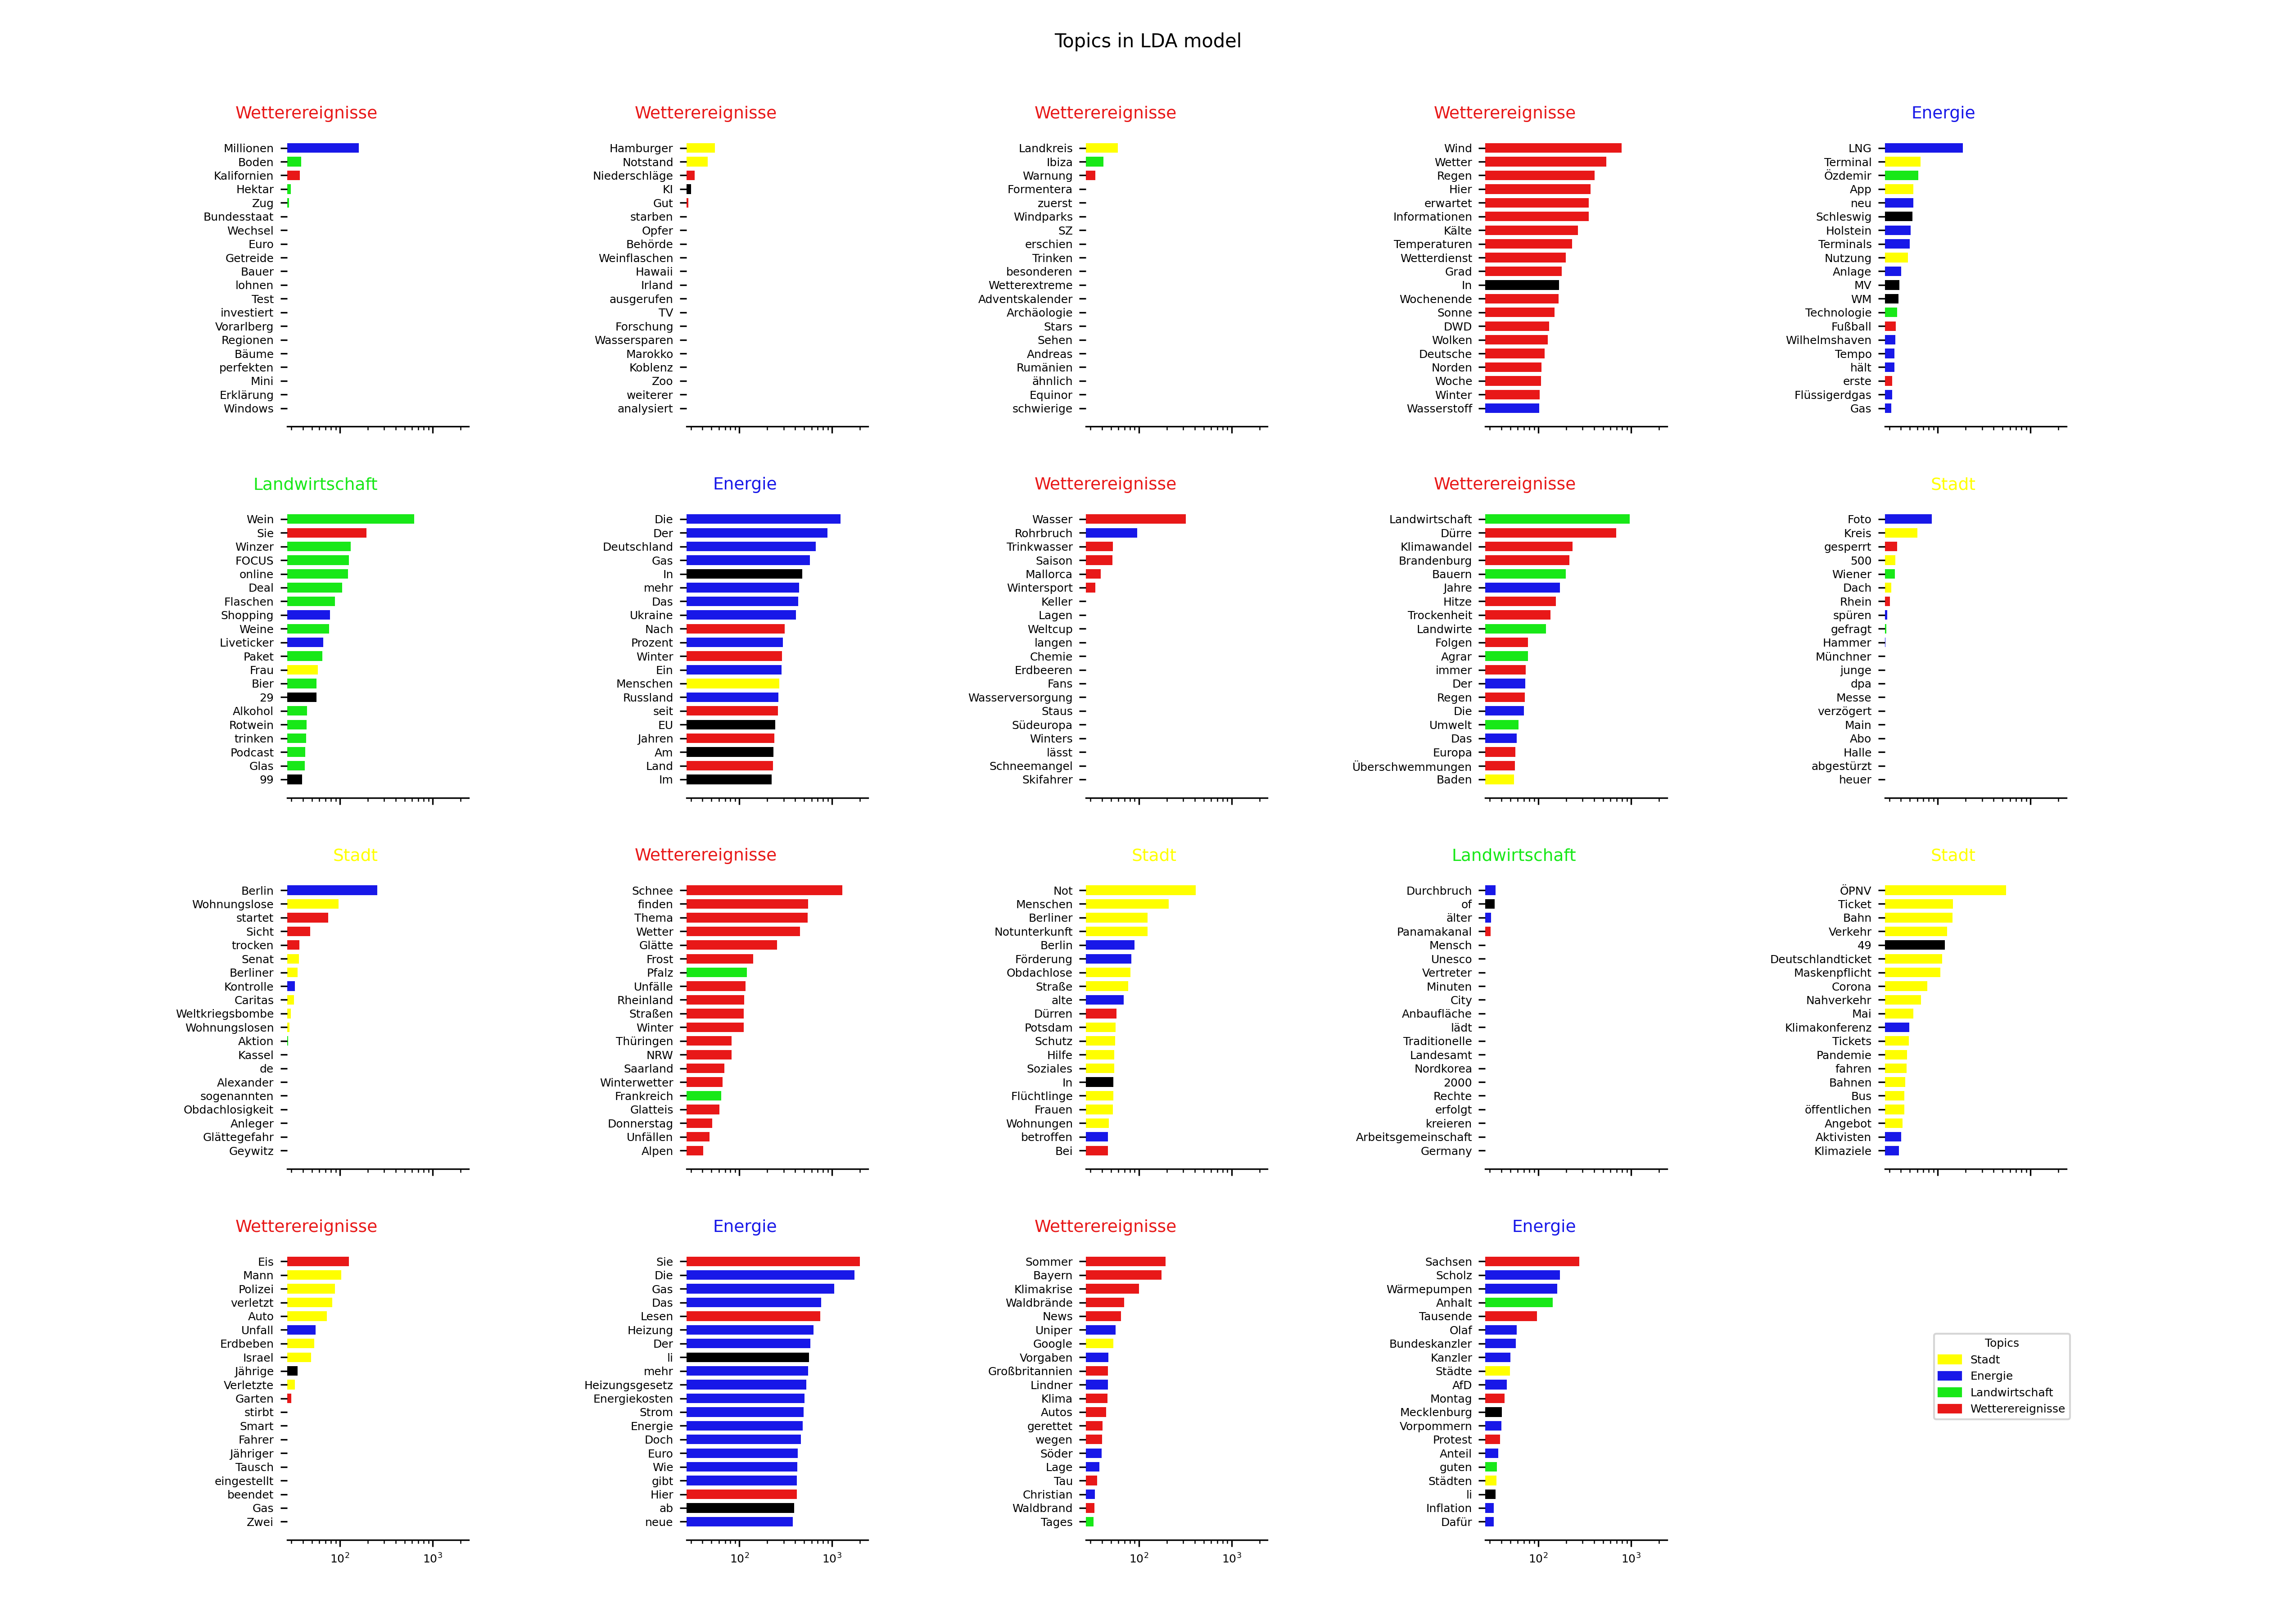 Topics in LDA model
Wetterereignisse
Millionen
Boden
Kalifornien
Hektar
Zug
Bundesstaat
Wechsel
Euro
Getreide
Bauer
lohnen
Test
investiert
Vorarlberg
Regionen
Bäume
perfekten
Mini
Erklärung
Windows
Wetterereignisse
Hamburger
Notstand
Niederschläge
KI
Gut
starben
Opfer
Behörde
Weinflaschen
Hawaii
Irland
ausgerufen
TV
Forschung
Wassersparen
Marokko
Koblenz
Zoo
weiterer
analysiert
Wetterereignisse
Landkreis
Ibiza
Warnung
Formentera
zuerst
Windparks
SZ
erschien
Trinken
besonderen
Wetterextreme
Adventskalender
Archäologie
Stars
Sehen
Andreas
Rumänien
ähnlich
Equinor
schwierige
Wetterereignisse
Wind
Wetter
Regen
Hier
erwartet
Informationen
Kälte
Temperaturen
Wetterdienst
Grad
In
Wochenende
Sonne
DWD
Wolken
Deutsche
Norden
Woche
Winter
Wasserstoff
Energie
LNG
Terminal
Özdemir
App
neu
Schleswig
Holstein
Terminals
Nutzung
Anlage
MV
WM
Technologie
Fußball
Wilhelmshaven
Tempo
hält
erste
Flüssigerdgas
Gas
Landwirtschaft
Wein
Sie
Winzer
FOCUS
online
Deal
Flaschen
Shopping
Weine
Liveticker
Paket
Frau
Bier
29
Alkohol
Rotwein
trinken
Podcast
Glas
99
Energie
Die
Der
Deutschland
Gas
In
mehr
Das
Ukraine
Nach
Prozent
Winter
Ein
Menschen
Russland
seit
EU
Jahren
Am
Land
Im
Wetterereignisse
Wasser
Rohrbruch
Trinkwasser
Saison
Mallorca
Wintersport
Keller
Lagen
Weltcup
langen
Chemie
Erdbeeren
Fans
Wasserversorgung
Staus
Südeuropa
Winters
lässt
Schneemangel
Skifahrer
Wetterereignisse
Landwirtschaft
Dürre
Klimawandel
Brandenburg
Bauern
Jahre
Hitze
Trockenheit
Landwirte
Folgen
Agrar
immer
Der
Regen
Die
Umwelt
Das
Europa
Überschwemmungen
Baden
Stadt
Foto
Kreis
gesperrt
500
Wiener
Dach
Rhein
spüren
gefragt
Hammer
Münchner
junge
dpa
Messe
verzögert
Main
Abo
Halle
abgestürzt
heuer
Stadt
Berlin
Wohnungslose
startet
Sicht
trocken
Senat
Berliner
Kontrolle
Caritas
Weltkriegsbombe
Wohnungslosen
Aktion
Kassel
de
Alexander
sogenannten
Obdachlosigkeit
Anleger
Glättegefahr
Geywitz
Wetterereignisse
Schnee
finden
Thema
Wetter
Glätte
Frost
Pfalz
Unfälle
Rheinland
Straßen
Winter
Thüringen
NRW
Saarland
Winterwetter
Frankreich
Glatteis
Donnerstag
Unfällen
Alpen
Stadt
Not
Menschen
Berliner
Notunterkunft
Berlin
Förderung
Obdachlose
Straße
alte
Dürren
Potsdam
Schutz
Hilfe
Soziales
In
Flüchtlinge
Frauen
Wohnungen
betroffen
Bei
Landwirtschaft
Durchbruch
of
älter
Panamakanal
Mensch
Unesco
Vertreter
Minuten
City
Anbaufläche
lädt
Traditionelle
Landesamt
Nordkorea
2000
Rechte
erfolgt
kreieren
Arbeitsgemeinschaft
Germany
Stadt
ÖPNV
Ticket
Bahn
Verkehr
49
Deutschlandticket
Maskenpflicht
Corona
Nahverkehr
Mai
Klimakonferenz
Tickets
Pandemie
fahren
Bahnen
Bus
öffentlichen
Angebot
Aktivisten
Klimaziele
Wetterereignisse
Eis
Mann
Polizei
verletzt
Auto
Unfall
Erdbeben
Israel
Jährige
Verletzte
Garten
stirbt
Smart
Fahrer
Jähriger
Tausch
eingestellt
beendet
Gas
Zwei
10² 10³
Energie
Sie
Die
Gas
Das
Lesen
Heizung
Der
li
mehr
Heizungsgesetz
Energiekosten
Strom
Energie
Doch
Euro
Wie
gibt
Hier
ab
neue
10² 10³
Wetterereignisse
Sommer
Bayern
Klimakrise
Waldbrände
News
Uniper
Google
Vorgaben
Großbritannien
Lindner
Klima
Autos
gerettet
wegen
Söder
Lage
Tau
Christian
Waldbrand
Tages
10² 10³
Energie
Sachsen
Scholz
Wärmepumpen
Anhalt
Tausende
Olaf
Bundeskanzler
Kanzler
Städte
AfD
Montag
Mecklenburg
Vorpommern
Protest
Anteil
guten
Städten
li
Inflation
Dafür
10² 10³
Topics
Stadt
Energie
Landwirtschaft
Wetterereignisse